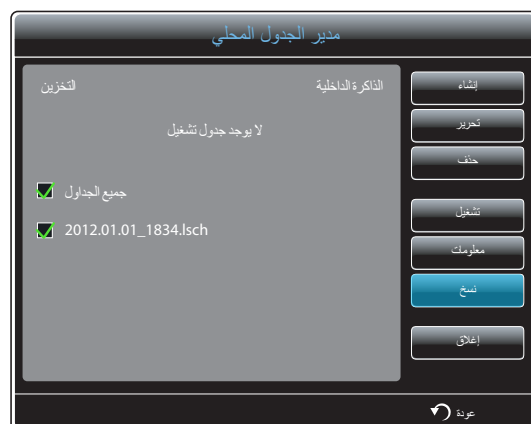 مدير الجدول المحلي
التخزين
الذاكرة الداخلية
لا يوجد جدول تشغيل
جميع الجداول
2012.01.01_1834.lsch
إنشاء
تحرير
حذف
تشغيل
معلومات
نسخ
إغلاق
عودة